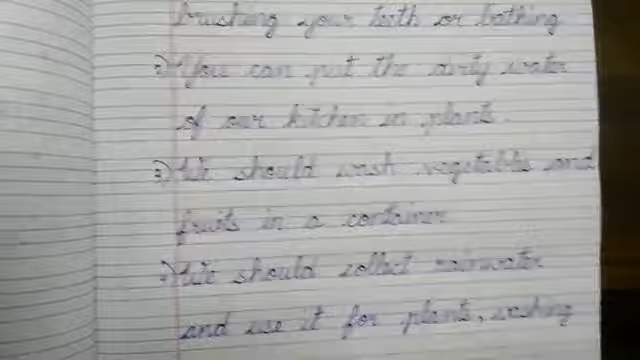 brushing your teeth or bathing
2) You can put the dirty water
of our kitchen in plants.
3) We should wash vegetables and
fruits in a container
) We should collect rainwater
and use it for plants, washing